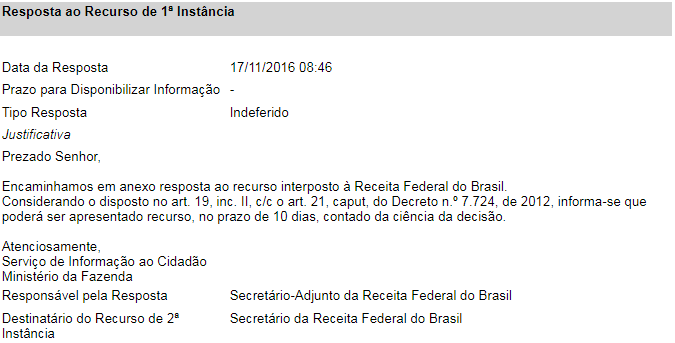 Resposta ao Recurso de 1ª Instância
Data da Resposta 17/11/2016 08:46
Prazo para Disponibilizar Informação -
Tipo Resposta Indeferido
Justificativa
Prezado Senhor,
Encaminhamos em anexo resposta ao recurso interposto à Receita Federal do Brasil.
Considerando o disposto no art. 19, inc. II, c/c o art. 21, caput, do Decreto n.º 7.724, de 2012, informa-se que
poderá ser apresentado recurso, no prazo de 10 dias, contado da ciência da decisão.
Atenciosamente,
Serviço de Informação ao Cidadão
Ministério da Fazenda
Responsável pela Resposta Secretário-Adjunto da Receita Federal do Brasil
Destinatário do Recurso de 2ª Secretário da Receita Federal do Brasil
Instância